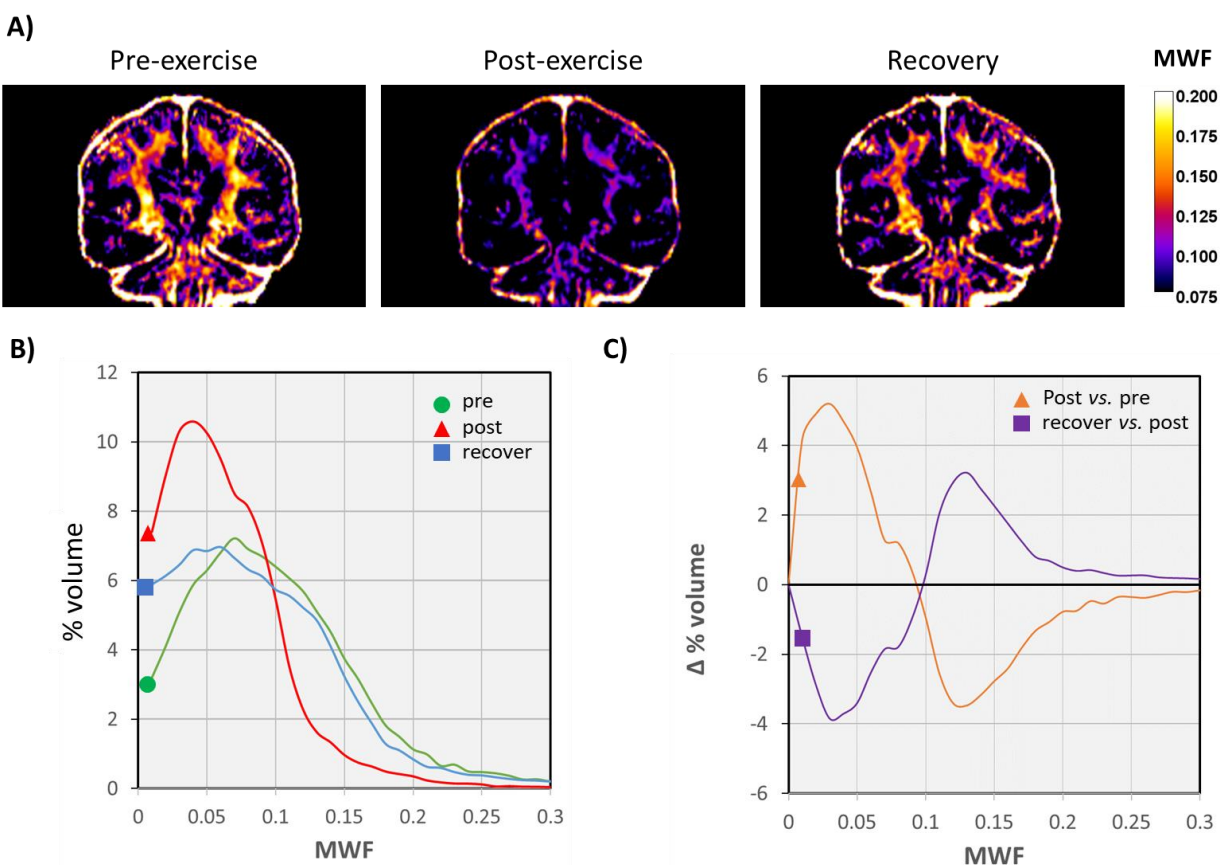 A)
Pre-exercise
Post-exercise
Recovery
MWF
0.200
0.175
0.150
0.125
0.100
0.075
B)
12
10
8
6
4
2
0
% volume
pre
post
recover
0 0.05 0.1 0.15 0.2 0.25 0.3
MWF
C)
6
4
2
0
-2
-4
-6
Δ % volume
Post vs. pre
recover vs. post
0 0.05 0.1 0.15 0.2 0.25 0.3
MWF